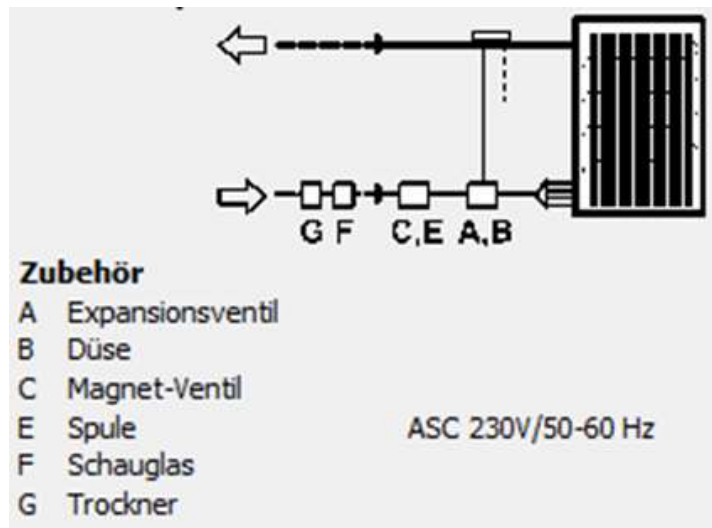 G F C,E A,B
Zubehör
A Expansionsventil
B Düse
C Magnet-Ventil
E Spule ASC 230V/50-60 Hz
F Schauglas
G Trockner